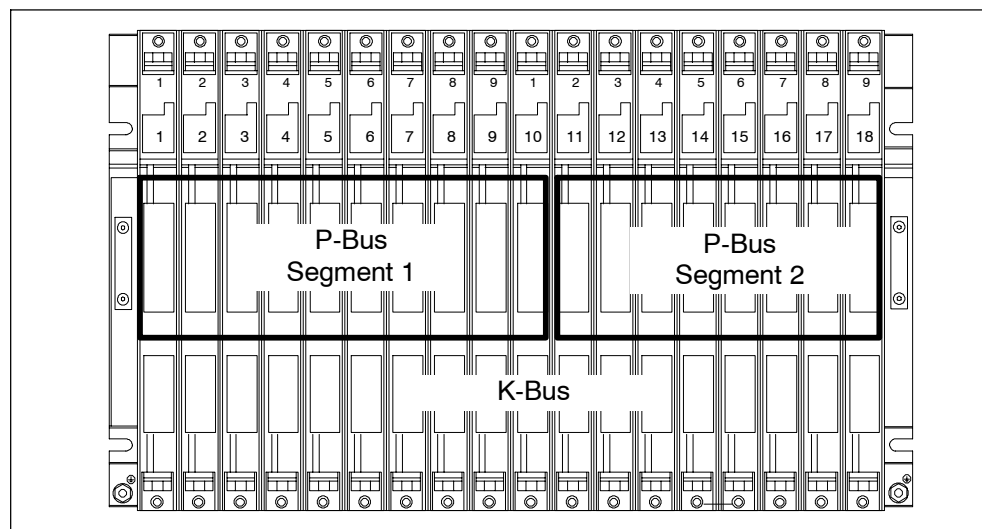 1 2 3 4 5 6 7 8 9 1 2 3 4 5 6 7 8 9
1 2 3 4 5 6 7 8 9 10 11 12 13 14 15 16 17 18
P-Bus
Segment 1
P-Bus
Segment 2
K-Bus